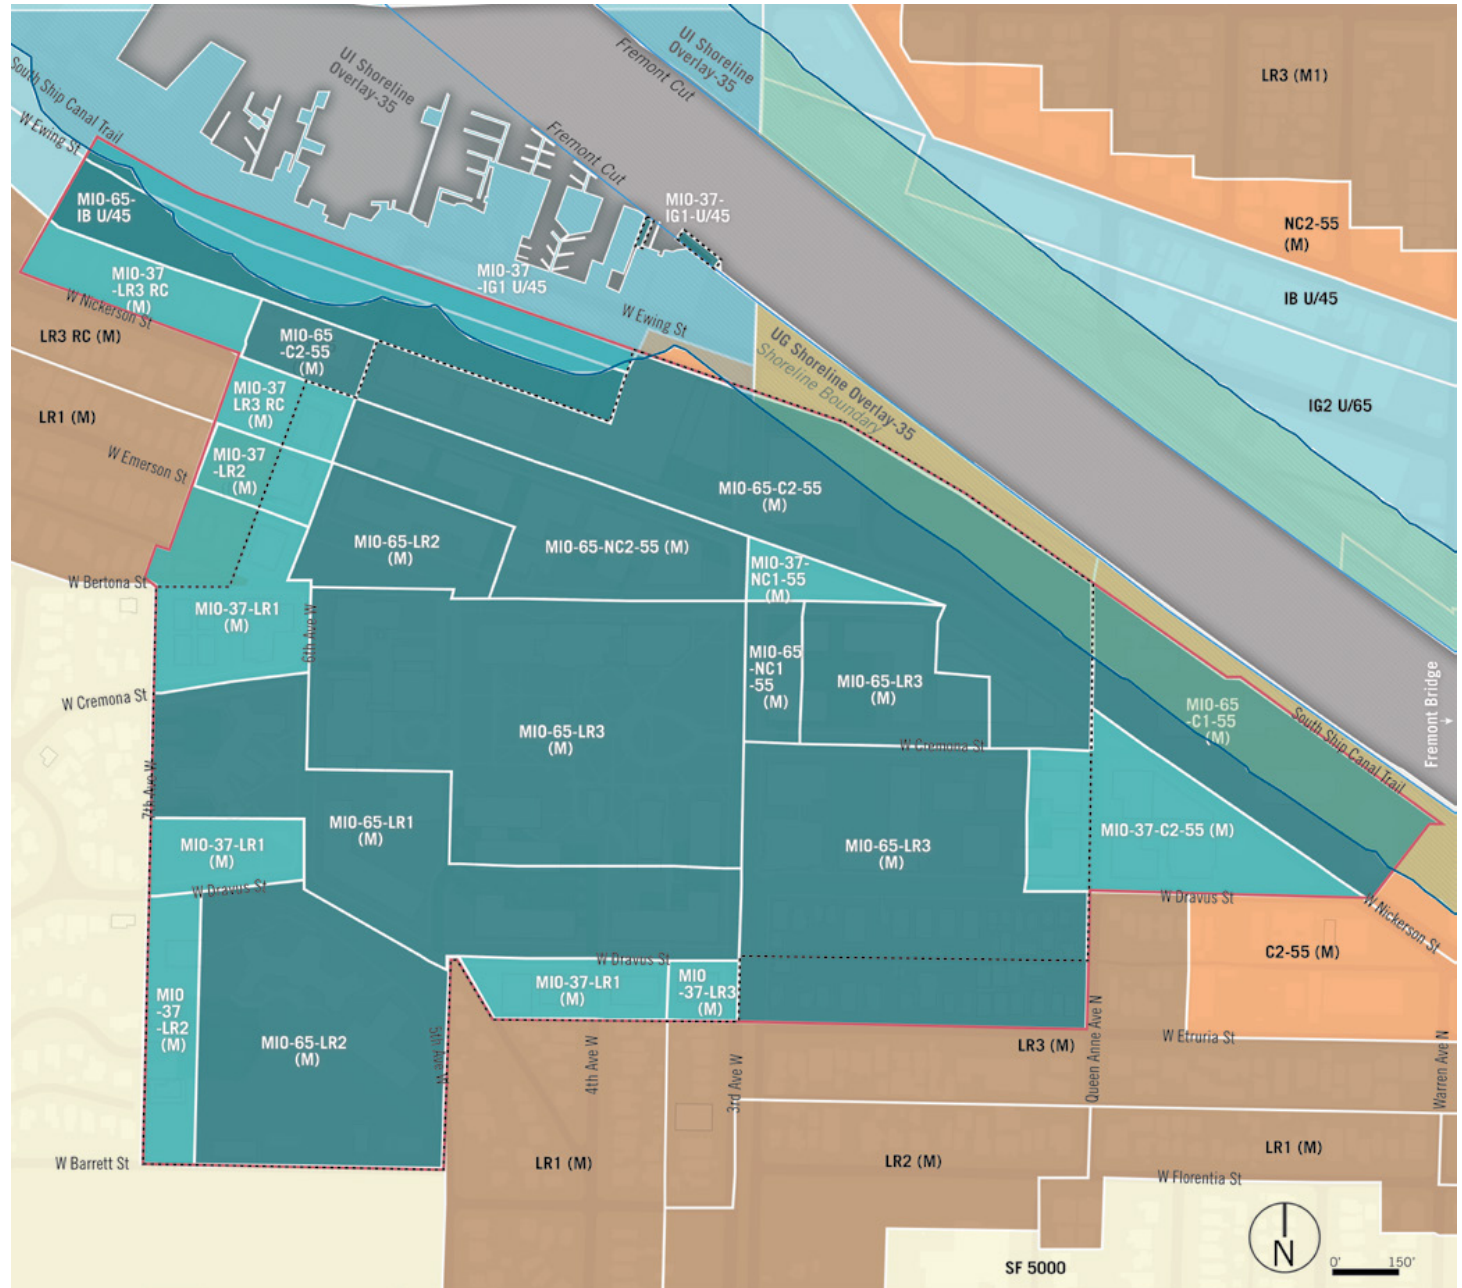 UI Shoreline
Overlay-35
UI Shoreline
Overlay-35
Fremont Cut
LR3 (M1)
South Ship Canal Trail
W Ewing St
Fremont Cut
MIO-65-
IB U/45
MIO-37-
IG1-U/45
NC2-55
(M)
MIO-37
-LR3 RC
(M)
MIO-37
-IG1 U/45
IB U/45
W Nickerson St
W Ewing St
LR3 RC (M)
MIO-65
-C2-55
(M)
UG Shoreline Overlay-35
Shoreline Boundary
MIO-37
LR3 RC
(M)
IG2 U/65
LR1 (M)
W Emerson St
MIO-37
-LR2
(M)
MIO-65-C2-55
(M)
MIO-65-LR2
(M)
MIO-65-NC2-55 (M)
MIO-37-
NC1-55
(M)
W Bertona St
MIO-37-LR1
(M)
6th Ave W
MIO-65
-NC1
-55
(M)
MIO-65-LR3
(M)
W Cremona St
MIO-65-LR3
(M)
W Cremona St
MIO-65
-C1-55
(M)
South Ship Canal Trail
Fremont Bridge
7th Ave W
MIO-65-LR1
(M)
MIO-37-LR1
(M)
MIO-65-LR3
(M)
MIO-37-C2-55 (M)
W Dravus St
W Dravus St
W Nickerson St
W Dravus St
C2-55 (M)
MIO-37-LR1
(M)
MIO
-37-LR3
(M)
MIO
-37
-LR2
(M)
MIO-65-LR2
(M)
5th Ave W
4th Ave W
3rd Ave W
LR3 (M)
Queen Anne Ave N
W Etruria St
Warren Ave N
W Barrett St
LR1 (M)
LR2 (M)
LR1 (M)
W Florentia St
N
SF 5000
0'
150'